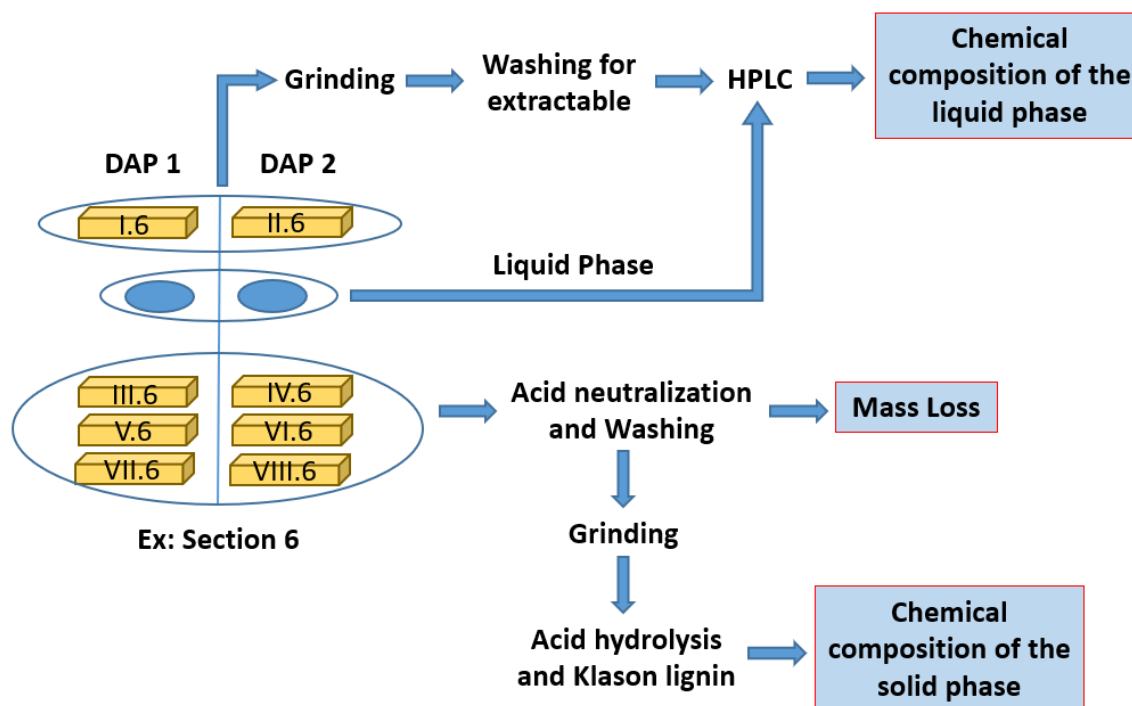 Grinding
Washing for
extractable
HPLC
Chemical
composition of the
liquid phase
DAP 1
DAP 2
I.6
II.6
Liquid Phase
III.6
IV.6
V.6
VI.6
VII.6
VIII.6
Ex: Section 6
Acid neutralization
and Washing
Mass Loss
Grinding
Acid hydrolysis
and Klason lignin
Chemical
composition of the
solid phase